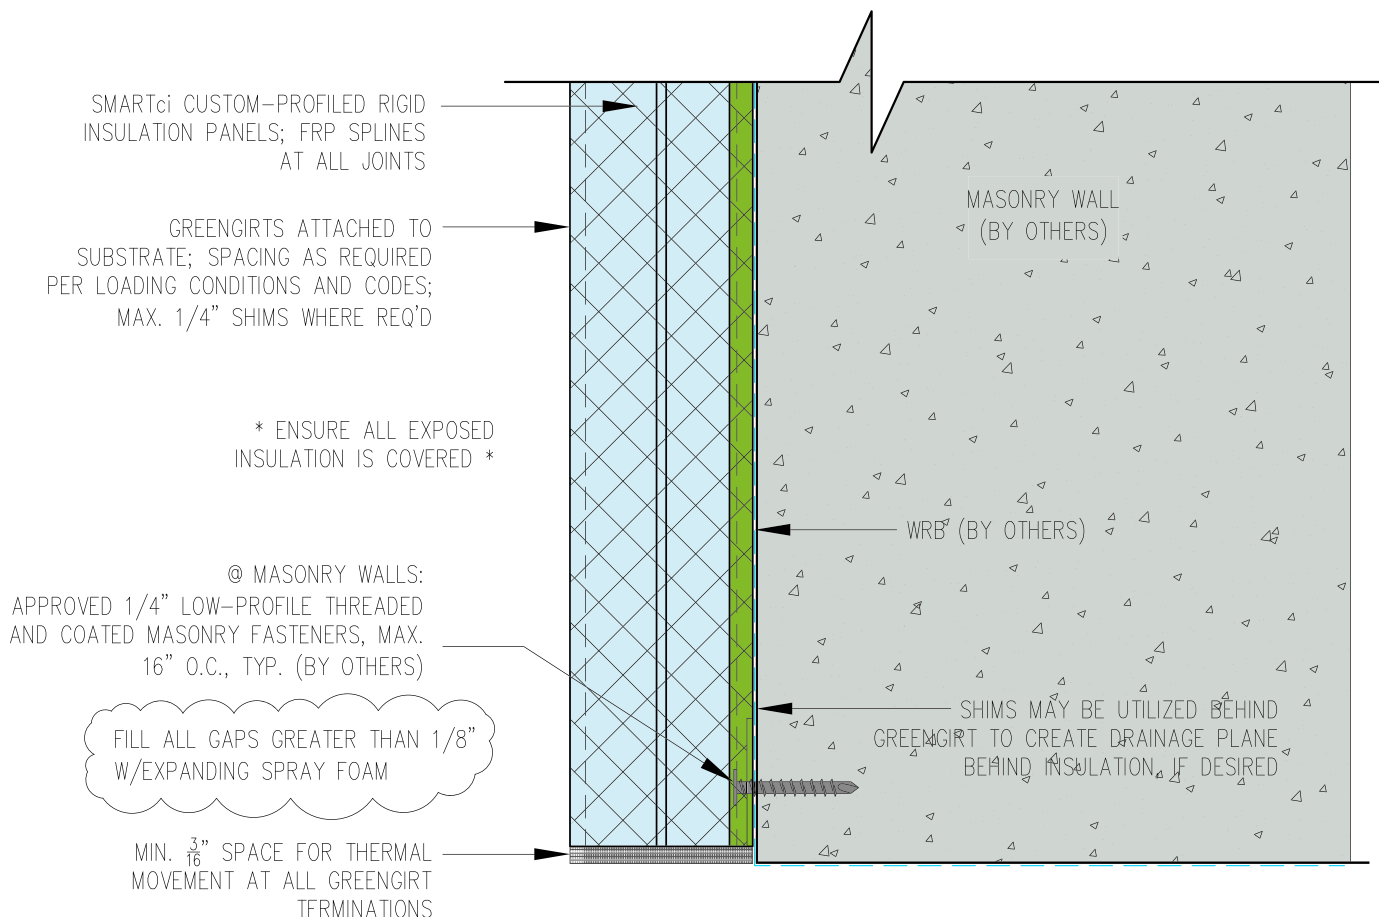 SMARTci CUSTOM-PROFILED RIGID
INSULATION PANELS; FRP SPLINES
AT ALL JOINTS
GREENGIRTS ATTACHED TO
SUBSTRATE; SPACING AS REQUIRED
PER LOADING CONDITIONS AND CODES;
MAX. 1/4" SHIMS WHERE REQ'D
* ENSURE ALL EXPOSED
INSULATION IS COVERED *
@ MASONRY WALLS:
APPROVED 1/4" LOW-PROFILE THREADED
AND COATED MASONRY FASTENERS, MAX.
16" O.C., TYP. (BY OTHERS)
FILL ALL GAPS GREATER THAN 1/8"
W/EXPANDING SPRAY FOAM
MIN. 3/16" SPACE FOR THERMAL
MOVEMENT AT ALL GREENGIRT
TERMINATIONS
MASONRY WALL
(BY OTHERS)
WRB (BY OTHERS)
SHIMS MAY BE UTILIZED BEHIND
GREENGIRT TO CREATE DRAINAGE PLANE
BEHIND INSULATION, IF DESIRED